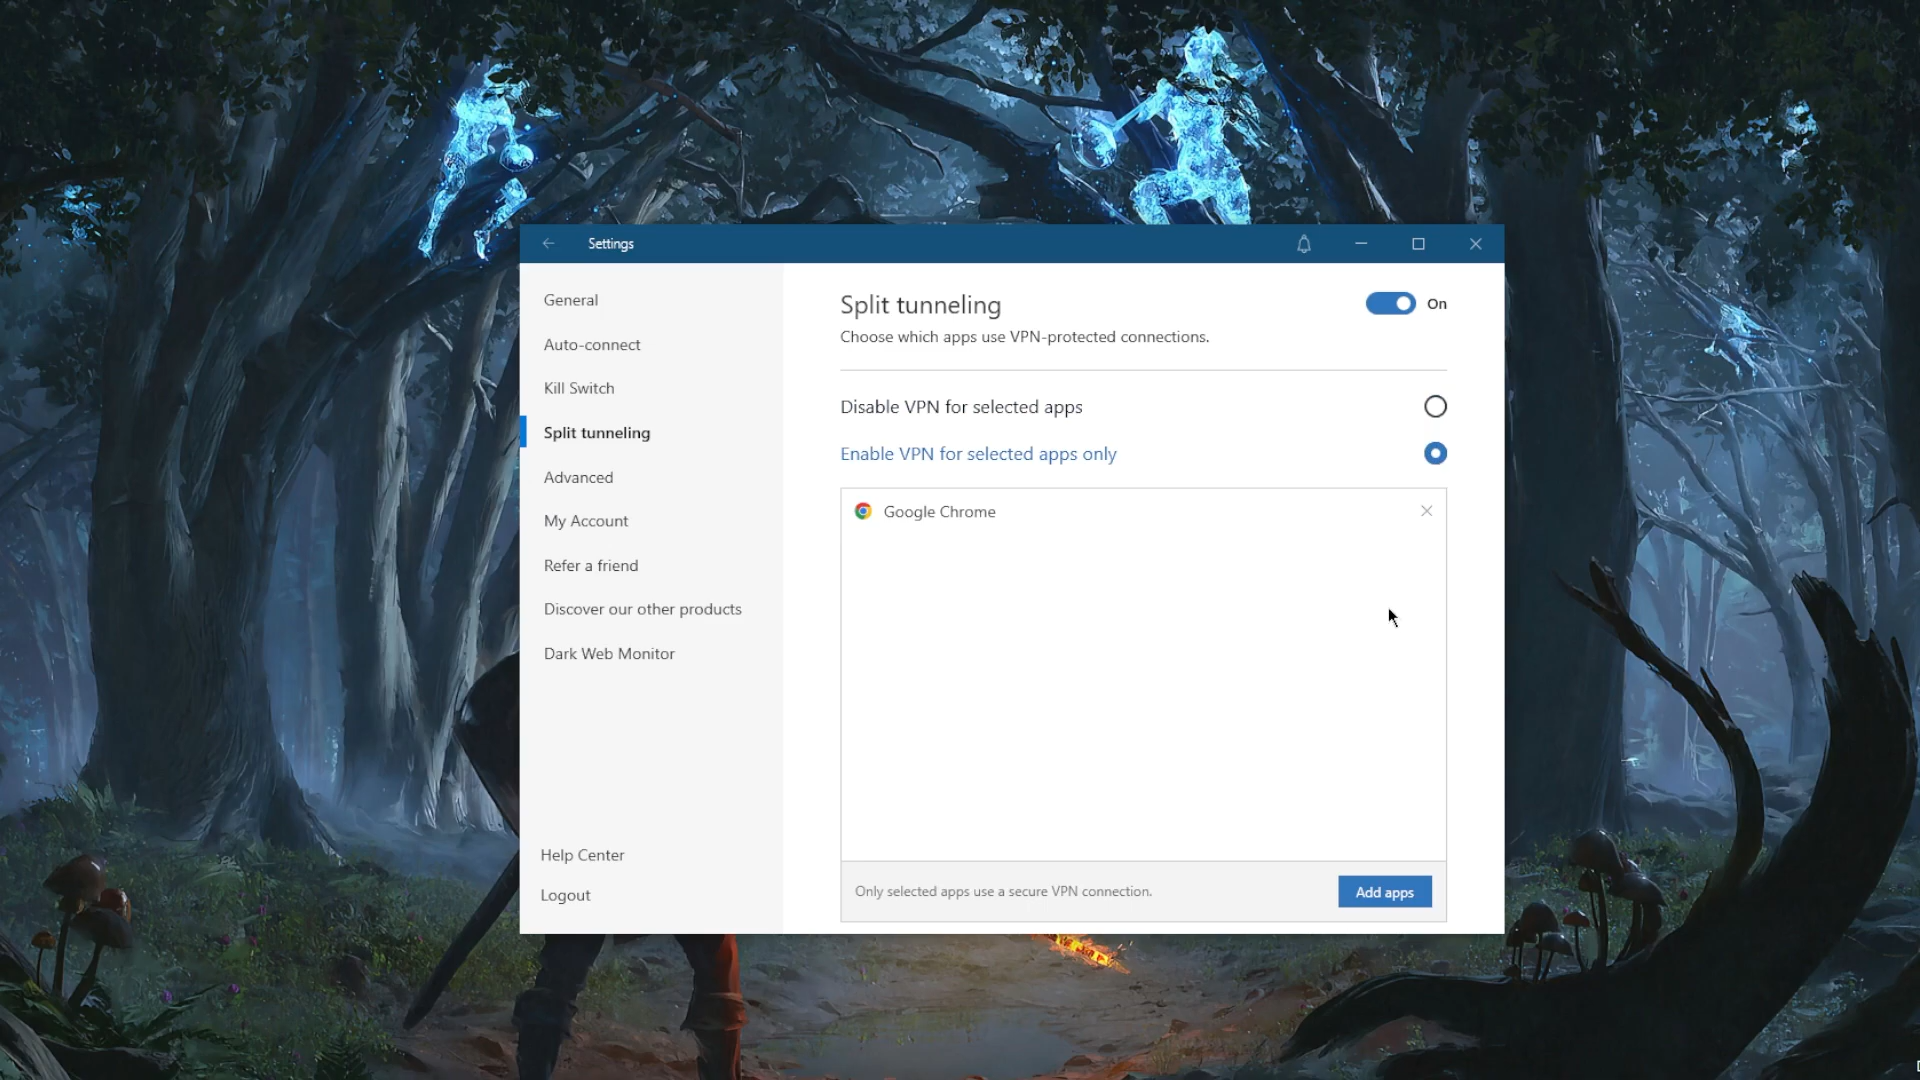 Settings
General
Auto-connect
Kill Switch
Split tunneling
Advanced
My Account
Refer a friend
Discover our other products
Dark Web Monitor
Help Center
Logout
Split tunneling
On
Choose which apps use VPN-protected connections.
Disable VPN for selected apps
Enable VPN for selected apps only
Google Chrome
Only selected apps use a secure VPN connection.
Add apps